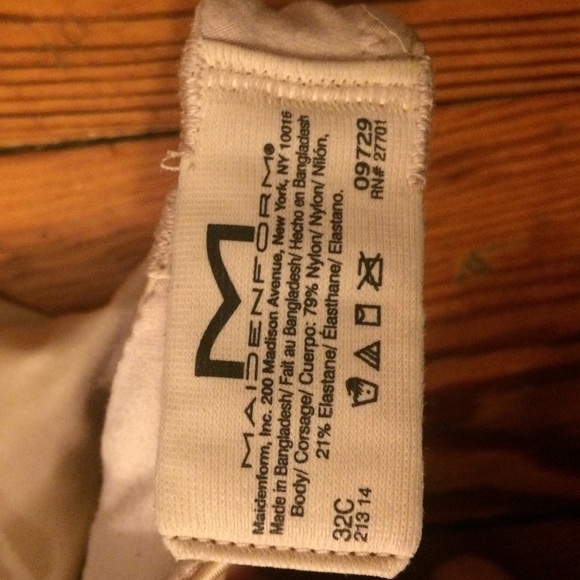 M
MAIDENFORM®
Maidenform, Inc. 200 Madison Avenue, New York, NY 10016
Made in Bangladesh/ Fait au Bangladesh/ Hecho en Bangladesh
Body/ Corsage/ Cuerpo: 79% Nylon/ Nylon/ Nilón,
21% Elastane/ Élasthane/ Elastano.
09729
RN# 27701
32C
213 14